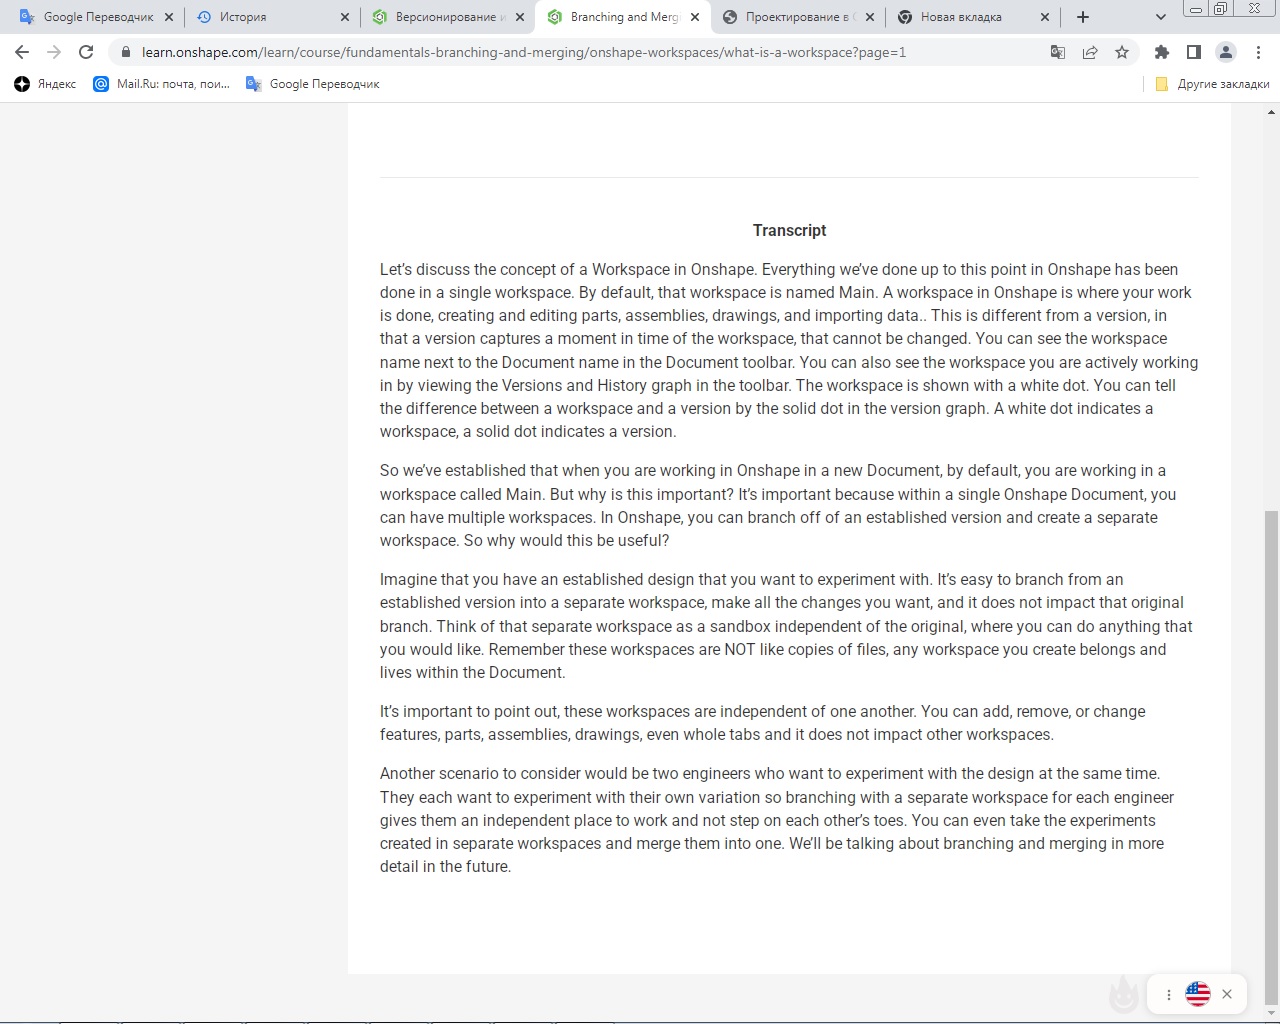 Google Переводчик
История
Версионирование и
Branching and Mergi
Проектирование в
Новая вкладка
learn.onshape.com/learn/course/fundamentals-branching-and-merging/onshape-workspaces/what-is-a-workspace?page=1
Яндекс
Mail.Ru: почта, пои...
Google Переводчик
Другие закладки
Transcript
Let’s discuss the concept of a Workspace in Onshape. Everything we’ve done up to this point in Onshape has been
done in a single workspace. By default, that workspace is named Main. A workspace in Onshape is where your work
is done, creating and editing parts, assemblies, drawings, and importing data.. This is different from a version, in
that a version captures a moment in time of the workspace, that cannot be changed. You can see the workspace
name next to the Document name in the Document toolbar. You can also see the workspace you are actively working
in by viewing the Versions and History graph in the toolbar. The workspace is shown with a white dot. You can tell
the difference between a workspace and a version by the solid dot in the version graph. A white dot indicates a
workspace, a solid dot indicates a version.
So we’ve established that when you are working in Onshape in a new Document, by default, you are working in a
workspace called Main. But why is this important? It’s important because within a single Onshape Document, you
can have multiple workspaces. In Onshape, you can branch off of an established version and create a separate
workspace. So why would this be useful?
Imagine that you have an established design that you want to experiment with. It’s easy to branch from an
established version into a separate workspace, make all the changes you want, and it does not impact that original
branch. Think of that separate workspace as a sandbox independent of the original, where you can do anything that
you would like. Remember these workspaces are NOT like copies of files, any workspace you create belongs and
lives within the Document.
It’s important to point out, these workspaces are independent of one another. You can add, remove, or change
features, parts, assemblies, drawings, even whole tabs and it does not impact other workspaces.
Another scenario to consider would be two engineers who want to experiment with the design at the same time.
They each want to experiment with their own variation so branching with a separate workspace for each engineer
gives them an independent place to work and not step on each other’s toes. You can even take the experiments
created in separate workspaces and merge them into one. We’ll be talking about branching and merging in more
detail in the future.